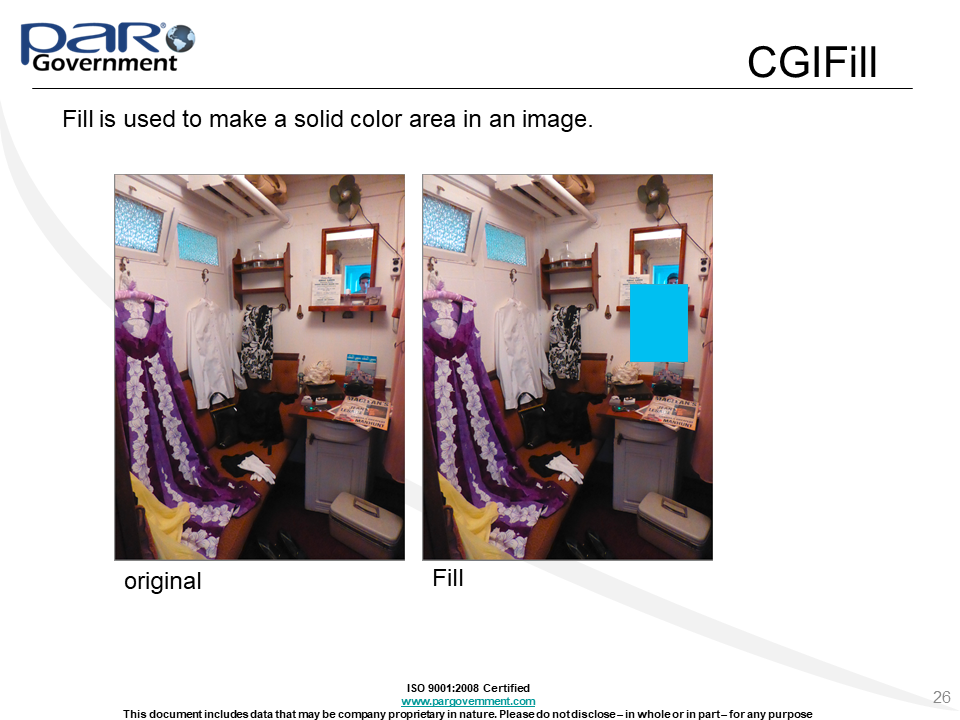 PAR®
Government
CGIFill
Fill is used to make a solid color area in an image.
original
Fill
ISO 9001:2008 Certified
www.pargovernment.com
This document includes data that may be company proprietary in nature. Please do not disclose – in whole or in part – for any purpose
26